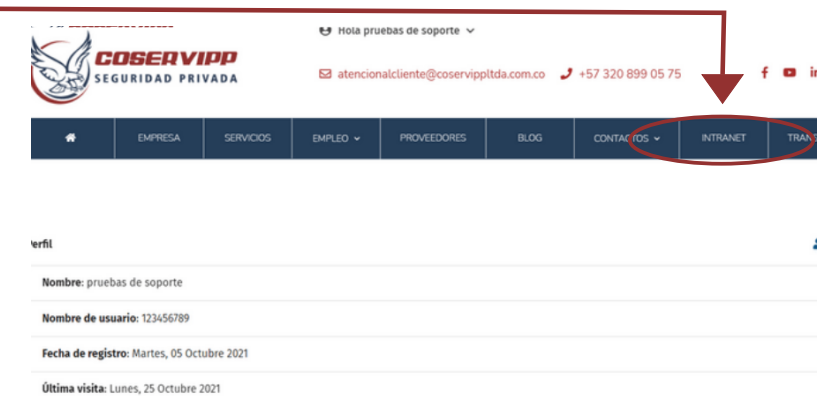 Hola pruebas de soporte
COSERVIPP
SEGURIDAD PRIVADA
atencionalcliente@coservippltda.com.co +57 320 899 05 75
EMPRESA SERVICIOS EMPLEO PROVEEDORES BLOG CONTACTOS INTRANET TRANS
Perfil
Nombre: pruebas de soporte
Nombre de usuario: 123456789
Fecha de registro: Martes, 05 Octubre 2021
Última visita: Lunes, 25 Octubre 2021